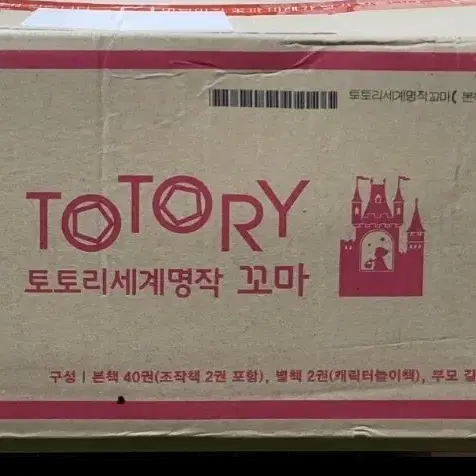 토토리세계명작꼬마( 본
TOTORY
토토리세계명작 꼬마
구성 | 본책 40권(조작책 2권 포함), 별책 2권(캐릭터놀이책), 부모